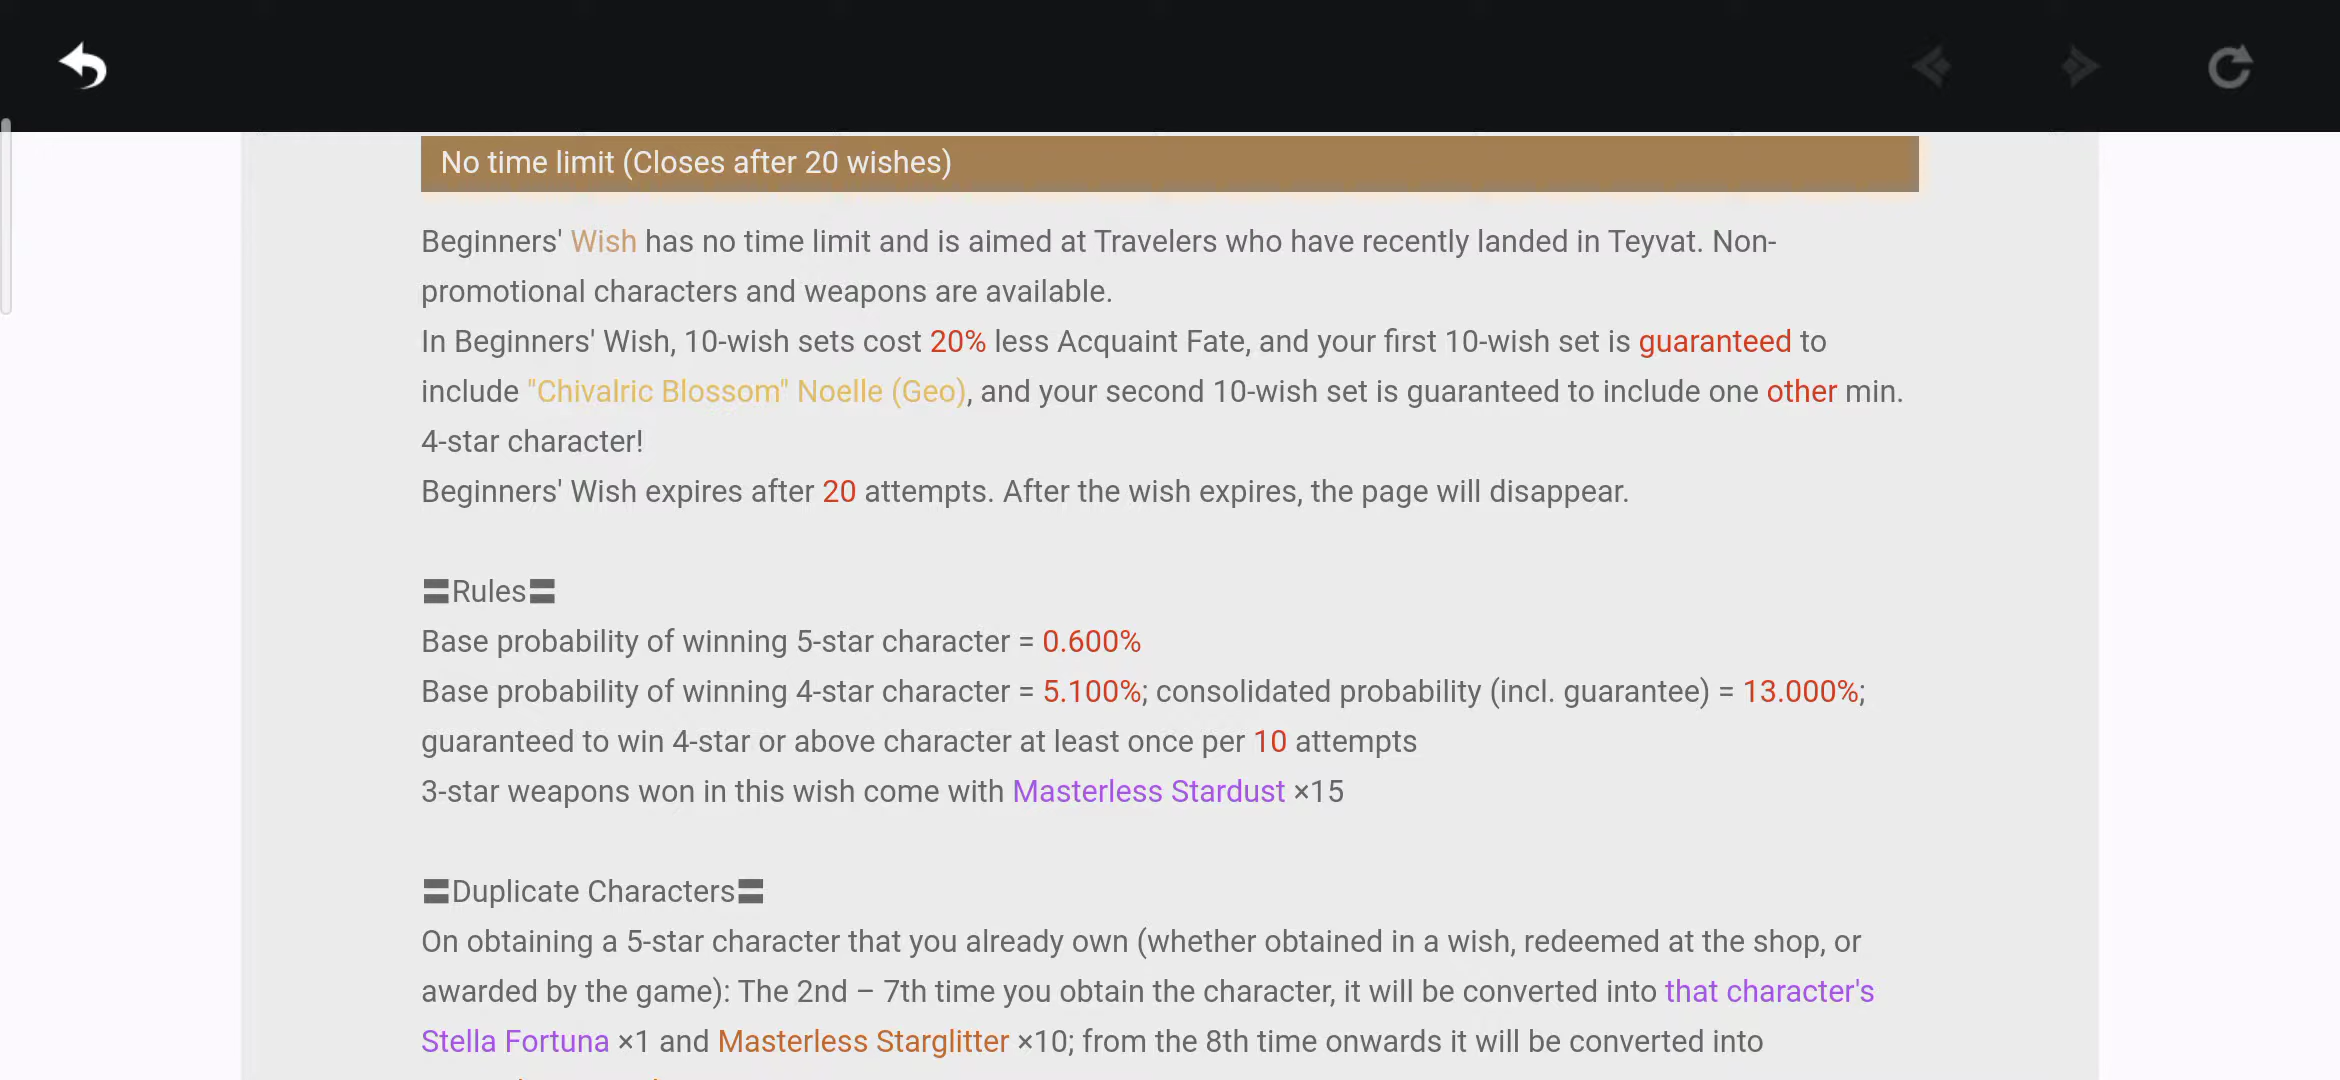 No time limit (Closes after 20 wishes)
Beginners' Wish has no time limit and is aimed at Travelers who have recently landed in Teyvat. Non-
promotional characters and weapons are available.
In Beginners' Wish, 10-wish sets cost 20% less Acquaint Fate, and your first 10-wish set is guaranteed to
include "Chivalric Blossom" Noelle (Geo), and your second 10-wish set is guaranteed to include one other min.
4-star character!
Beginners' Wish expires after 20 attempts. After the wish expires, the page will disappear.
〓Rules〓
Base probability of winning 5-star character = 0.600%
Base probability of winning 4-star character = 5.100%; consolidated probability (incl. guarantee) = 13.000%;
guaranteed to win 4-star or above character at least once per 10 attempts
3-star weapons won in this wish come with Masterless Stardust ×15
〓Duplicate Characters〓
On obtaining a 5-star character that you already own (whether obtained in a wish, redeemed at the shop, or
awarded by the game): The 2nd – 7th time you obtain the character, it will be converted into that character's
Stella Fortuna ×1 and Masterless Starglitter ×10; from the 8th time onwards it will be converted into